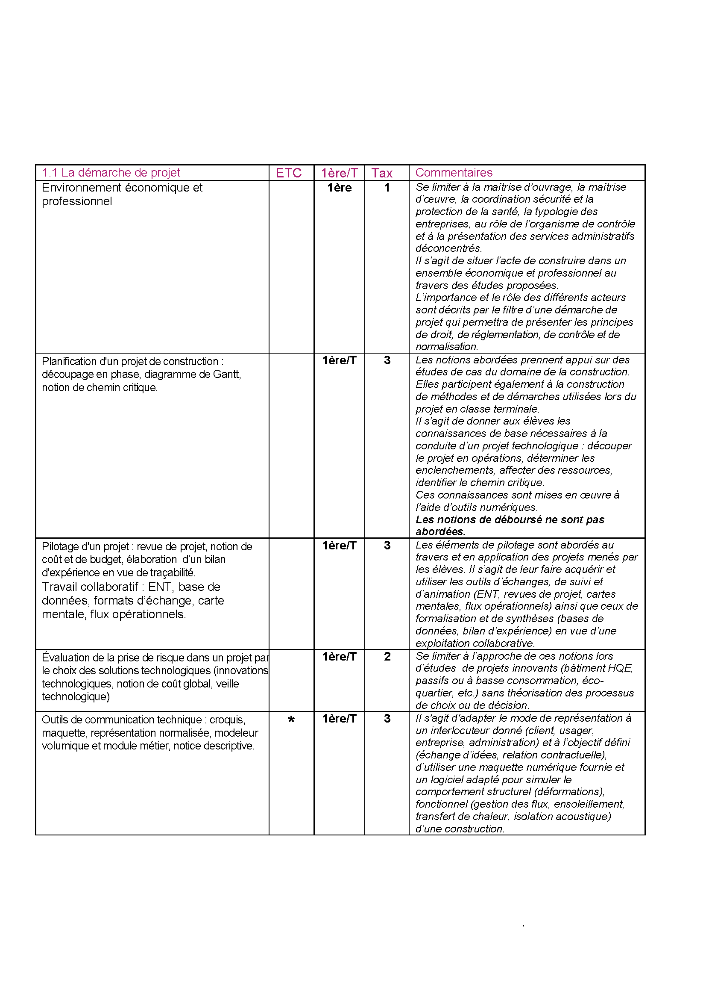 1.1 La démarche de projet ETC 1ère/T Tax Commentaires
Environnement économique et
professionnel
1ère 1
Se limiter à la maîtrise d’ouvrage, la maîtrise
d’œuvre, la coordination sécurité et la
protection de la santé, la typologie des
entreprises, au rôle de l’organisme de contrôle
et à la présentation des services administratifs
déconcentrés.
Il s’agit de situer l’acte de construire dans un
ensemble économique et professionnel au
travers des études proposées.
L’importance et le rôle des différents acteurs
sont décrits par le filtre d’une démarche de
projet qui permettra de présenter les principes
de droit, de réglementation, de contrôle et de
normalisation.
Planification d'un projet de construction :
découpage en phase, diagramme de Gantt,
notion de chemin critique.
1ère/T 3
Les notions abordées prennent appui sur des
études de cas du domaine de la construction.
Elles participent également à la construction
de méthodes et de démarches utilisées lors du
projet en classe terminale.
Il s’agit de donner aux élèves les
connaissances de base nécessaires à la
conduite d’un projet technologique : découper
le projet en opérations, déterminer les
enclenchements, affecter des ressources,
identifier le chemin critique.
Ces connaissances sont mises en œuvre à
l’aide d’outils numériques.
Les notions de déboursé ne sont pas
abordées.
Pilotage d'un projet : revue de projet, notion de
coût et de budget, élaboration d’un bilan
d'expérience en vue de traçabilité.
Travail collaboratif : ENT, base de
données, formats d’échange, carte
mentale, flux opérationnels.
1ère/T 3
Les éléments de pilotage sont abordés au
travers et en application des projets menés par
les élèves. Il s’agit de leur faire acquérir et
utiliser les outils d’échanges, de suivi et
d’animation (ENT, revues de projet, cartes
mentales, flux opérationnels) ainsi que ceux de
formalisation et de synthèses (bases de
données, bilan d’expérience) en vue d’une
exploitation collaborative.
Évaluation de la prise de risque dans un projet par
le choix des solutions technologiques (innovations
technologiques, notion de coût global, veille
technologique)
1ère/T 2
Se limiter à l’approche de ces notions lors
d’études de projets innovants (bâtiment HQE,
passifs ou à basse consommation, éco-
quartier, etc.) sans théorisation des processus
de choix ou de décision.
Outils de communication technique : croquis,
maquette, représentation normalisée, modeleur
volumique et module métier, notice descriptive.
* 1ère/T 3
Il s'agit d'adapter le mode de représentation à
un interlocuteur donné (client, usager,
entreprise, administration) et à l’objectif défini
(échange d’idées, relation contractuelle),
d’utiliser une maquette numérique fournie et
un logiciel adapté pour simuler le
comportement structurel (déformations),
fonctionnel (gestion des flux, ensoleillement,
transfert de chaleur, isolation acoustique)
d’une construction.